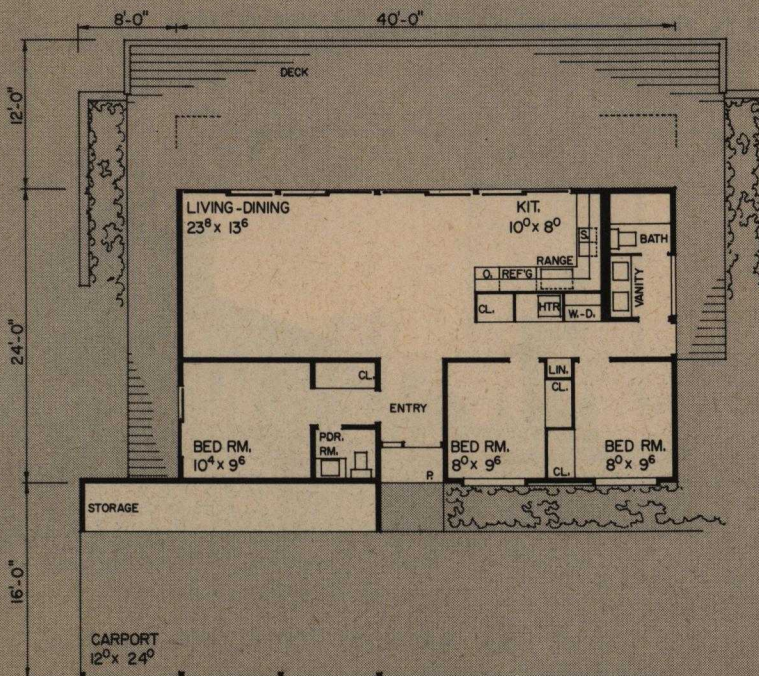 8'-0"
40'-0"
12'-0"
DECK
LIVING-DINING
23⁸ x 13⁶
KIT.
10⁰ x 8⁰
S.
BATH
RANGE
O. REF'G
VANITY
CL.
HTR
W.-D.
24'-0"
CL.
LIN.
CL.
ENTRY
BED RM.
10⁴ x 9⁶
PDR.
RM.
BED RM.
8⁰ x 9⁶
BED RM.
8⁰ x 9⁶
P.
CL.
STORAGE
16'-0"
CARPORT
12⁰ x 24⁰